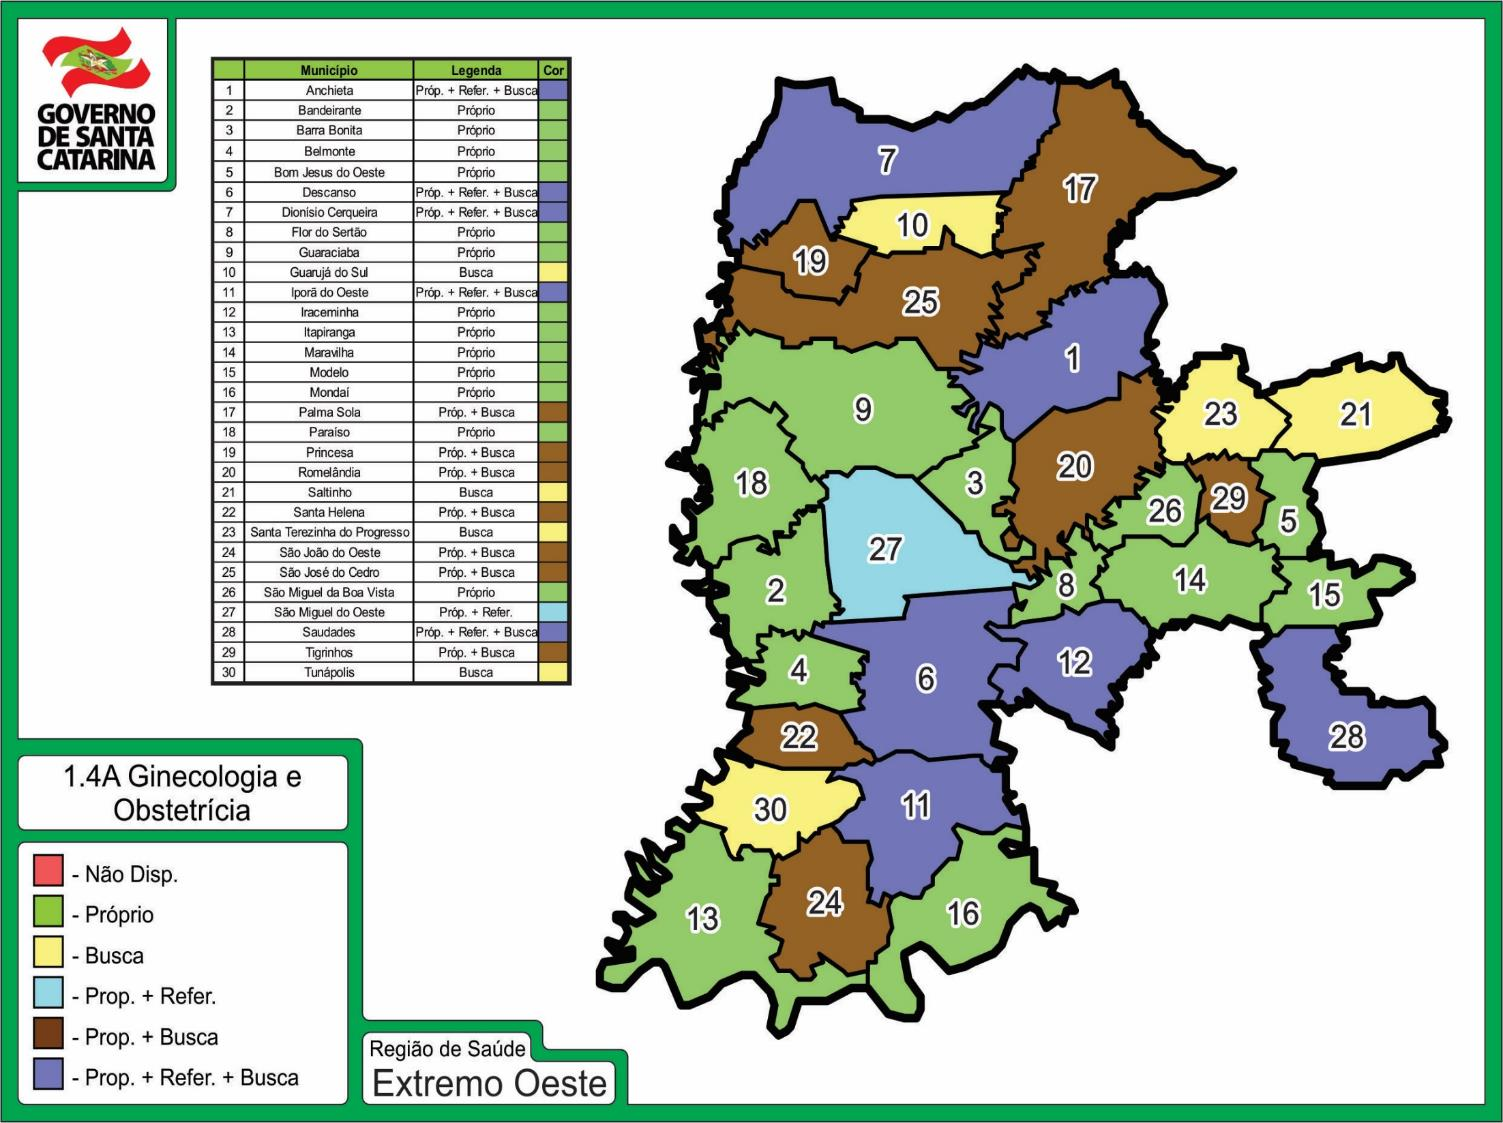 GOVERNO
DE SANTA
CATARINA
Município Legenda Cor
1 Anchieta Próp. + Refer. + Busca
2 Bandeirante Próprio
3 Barra Bonita Próprio
4 Belmonte Próprio
5 Bom Jesus do Oeste Próprio
6 Descanso Próp. + Refer. + Busca
7 Dionísio Cerqueira Próp. + Refer. + Busca
8 Flor do Sertão Próprio
9 Guaraciaba Próprio
10 Guarujá do Sul Busca
11 Iporã do Oeste Próp. + Refer. + Busca
12 Iraceminha Próprio
13 Itapiranga Próprio
14 Maravilha Próprio
15 Modelo Próprio
16 Mondaí Próprio
17 Palma Sola Próp. + Busca
18 Paraíso Próprio
19 Princesa Próp. + Busca
20 Romelândia Próp. + Busca
21 Saltinho Busca
22 Santa Helena Próp. + Busca
23 Santa Terezinha do Progresso Busca
24 São João do Oeste Próp. + Busca
25 São José do Cedro Próp. + Busca
26 São Miguel da Boa Vista Próprio
27 São Miguel do Oeste Próp. + Refer.
28 Saudades Próp. + Refer. + Busca
29 Tigrinhos Próp. + Busca
30 Tunápolis Busca
7
17
10
19
25
1
9
23
21
18
3
20
26
29
5
27
2
8
14
15
4
6
12
22
28
30
11
13
24
16
1.4A Ginecologia e
Obstetrícia
- Não Disp.
- Próprio
- Busca
- Prop. + Refer.
- Prop. + Busca
- Prop. + Refer. + Busca
Região de Saúde
Extremo Oeste